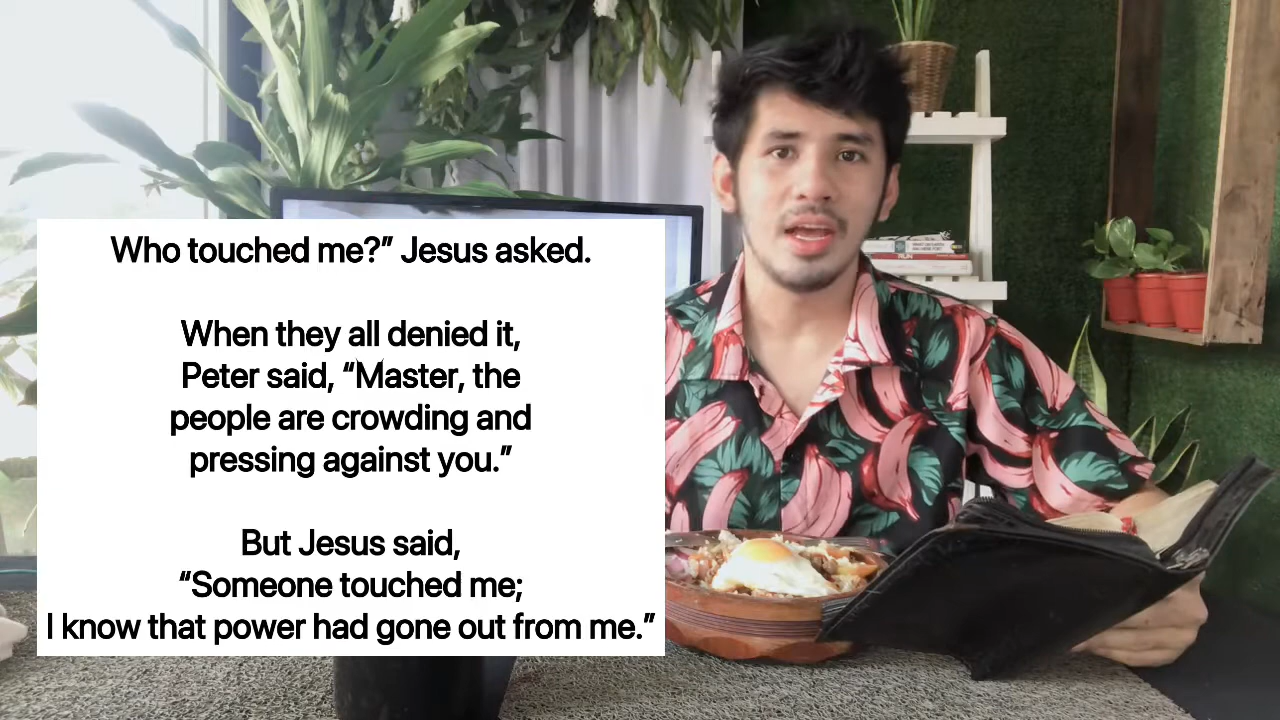 Who touched me?” Jesus asked.
When they all denied it,
Peter said, “Master, the
people are crowding and
pressing against you.”
But Jesus said,
“Someone touched me;
I know that power had gone out from me.”
RUN